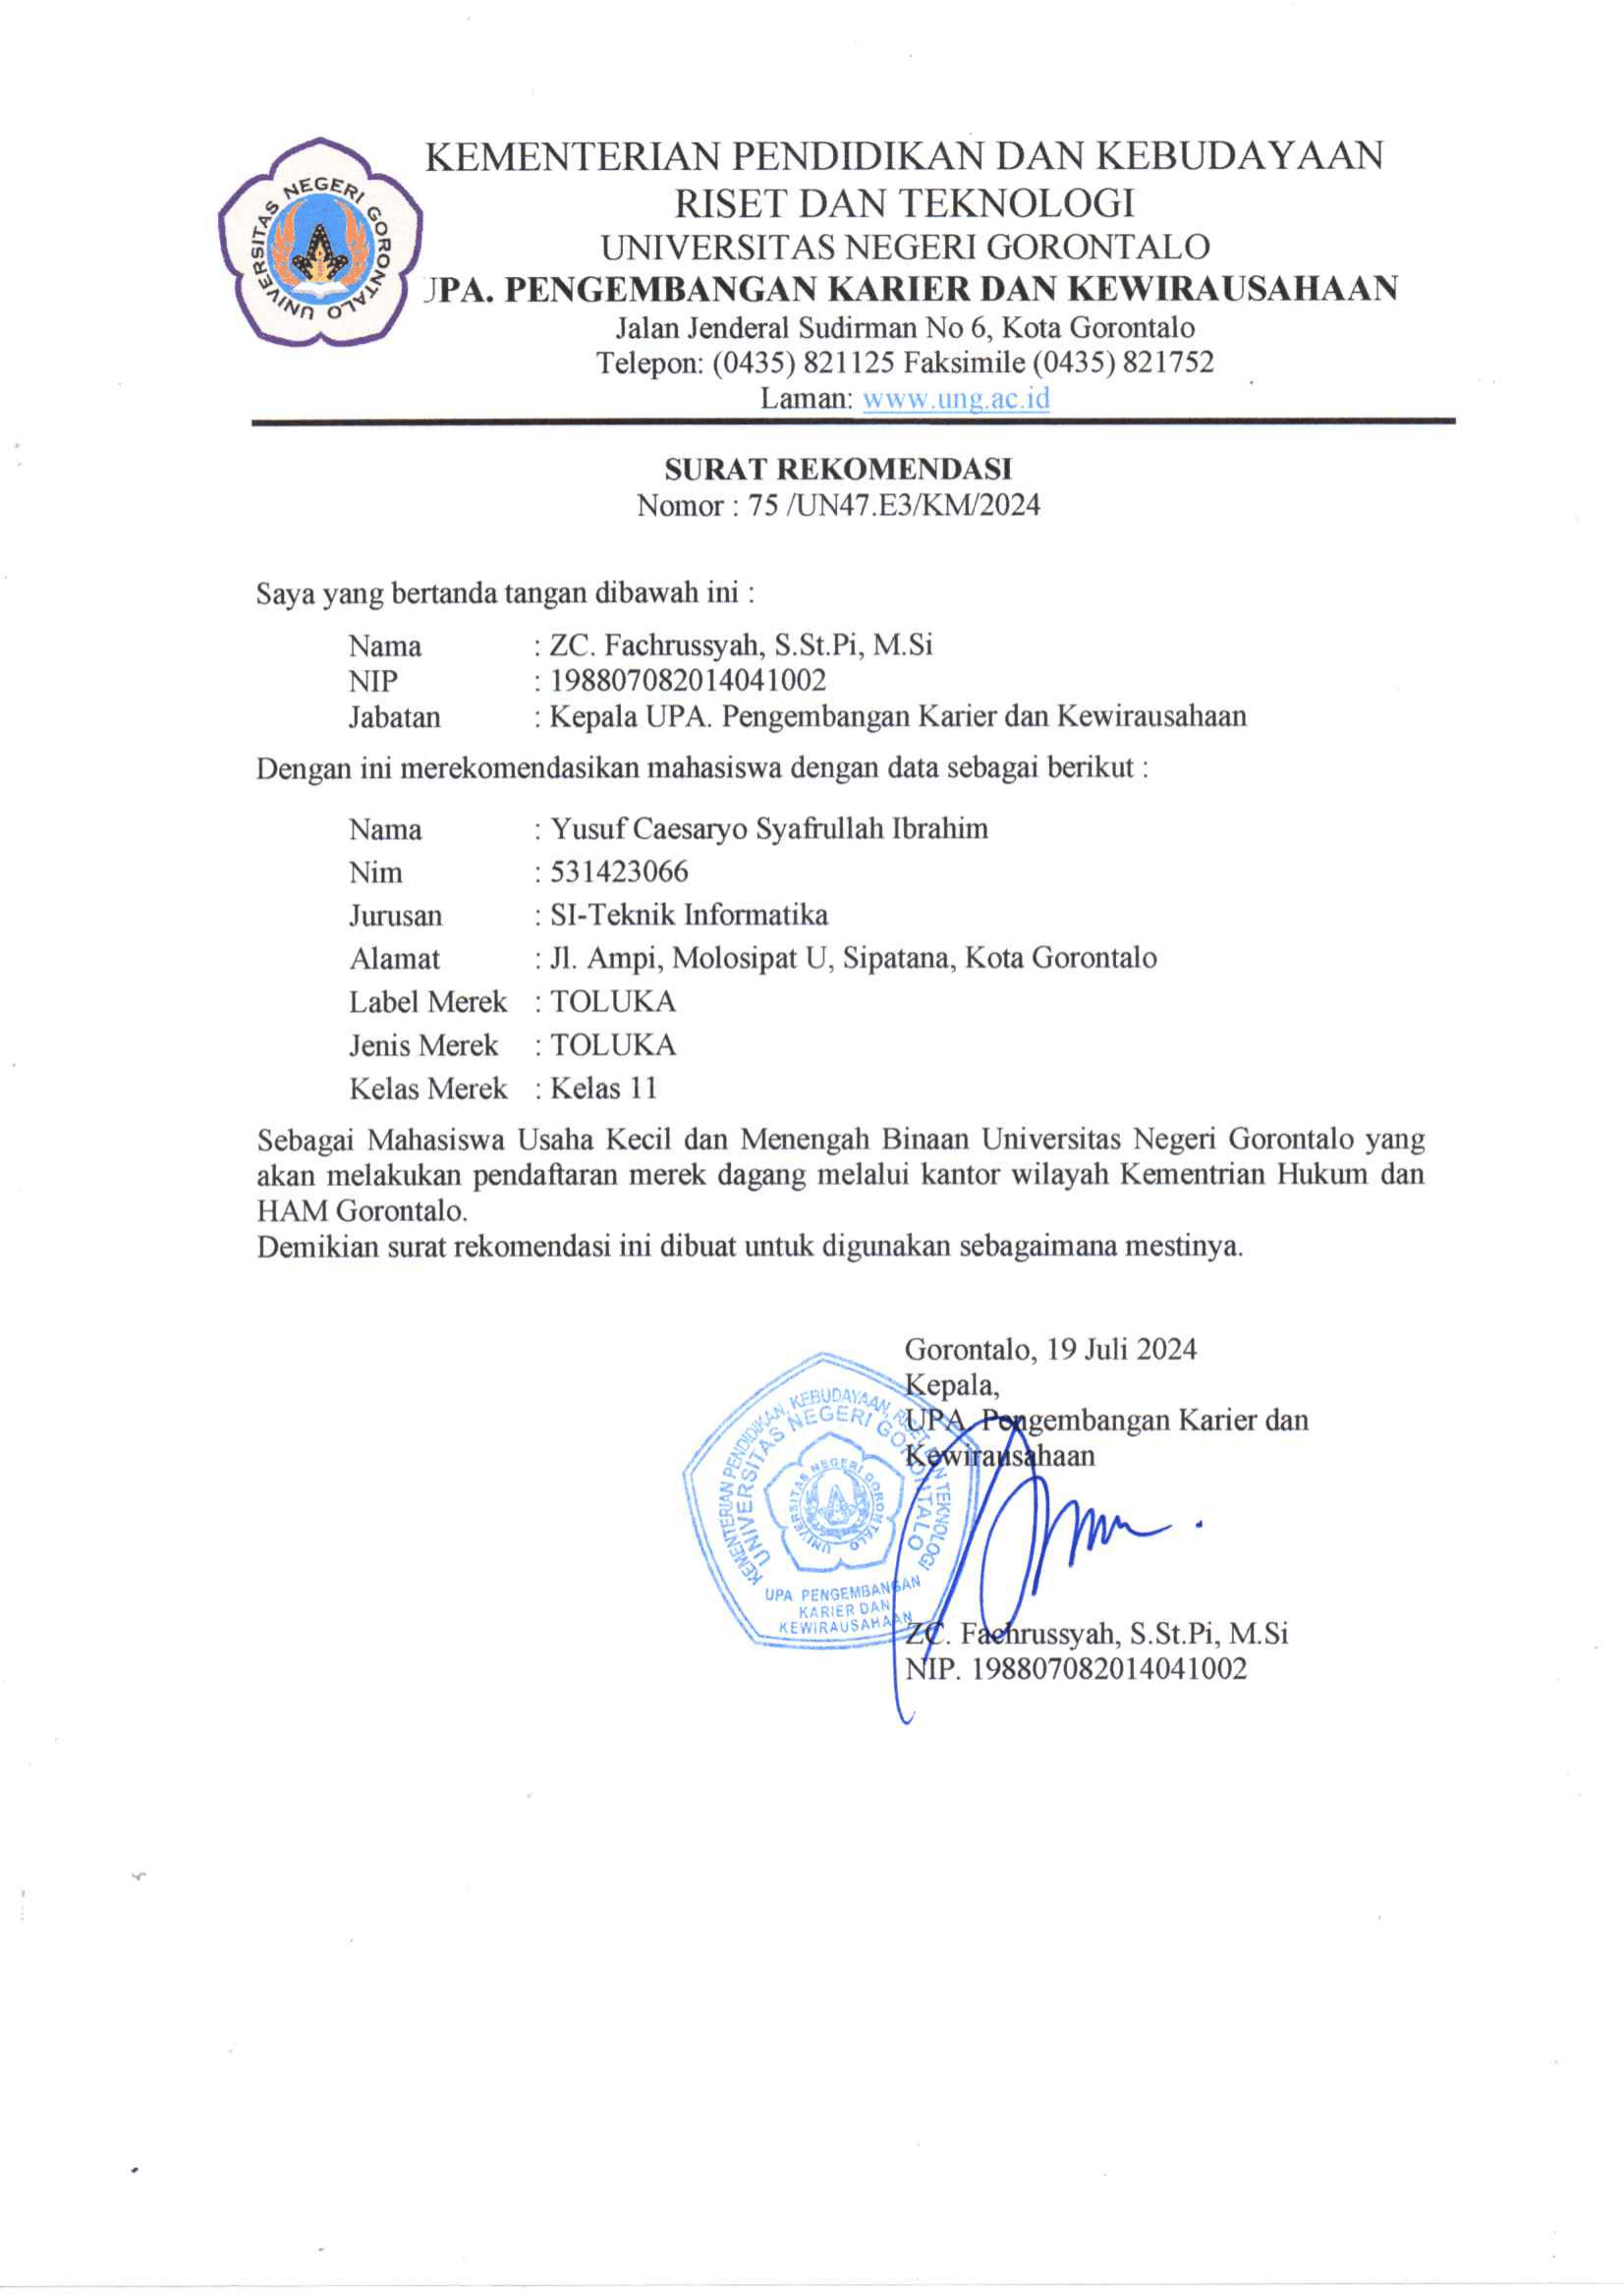 UNIVERSITAS NEGERI GORONTALO
KEMENTERIAN PENDIDIKAN DAN KEBUDAYAAN
RISET DAN TEKNOLOGI
UNIVERSITAS NEGERI GORONTALO
JPA. PENGEMBANGAN KARIER DAN KEWIRAUSAHAAN
Jalan Jenderal Sudirman No 6, Kota Gorontalo
Telepon: (0435) 821125 Faksimile (0435) 821752
Laman: www.ung.ac.id
SURAT REKOMENDASI
Nomor : 75 /UN47.E3/KM/2024
Saya yang bertanda tangan dibawah ini :
Nama : ZC. Fachrussyah, S.St.Pi, M.Si
NIP : 198807082014041002
Jabatan : Kepala UPA. Pengembangan Karier dan Kewirausahaan
Dengan ini merekomendasikan mahasiswa dengan data sebagai berikut :
Nama : Yusuf Caesaryo Syafrullah Ibrahim
Nim : 531423066
Jurusan : SI-Teknik Informatika
Alamat : Jl. Ampi, Molosipat U, Sipatana, Kota Gorontalo
Label Merek : TOLUKA
Jenis Merek : TOLUKA
Kelas Merek : Kelas 11
Sebagai Mahasiswa Usaha Kecil dan Menengah Binaan Universitas Negeri Gorontalo yang
akan melakukan pendaftaran merek dagang melalui kantor wilayah Kementrian Hukum dan
HAM Gorontalo.
Demikian surat rekomendasi ini dibuat untuk digunakan sebagaimana mestinya.
Gorontalo, 19 Juli 2024
Kepala,
UPA. Pengembangan Karier dan
Kewirausahaan
KEMENTERIAN PENDIDIKAN, KEBUDAYAAN, RISET, DAN TEKNOLOGI
UNIVERSITAS NEGERI GORONTALO
UNIVERSITAS NEGERI GORONTALO
UPA PENGEMBANGAN
KARIER DAN
KEWIRAUSAHAAN
ZC. Fachrussyah, S.St.Pi, M.Si
NIP. 198807082014041002